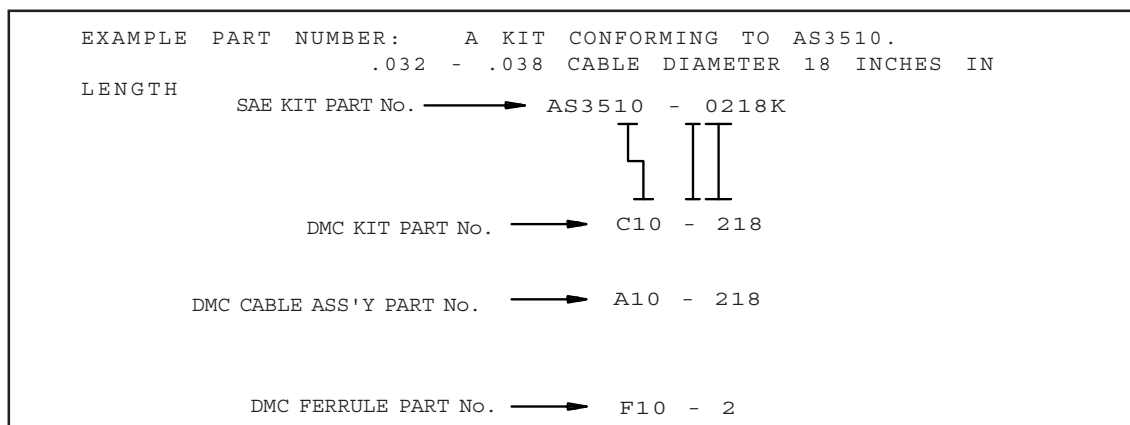 EXAMPLE PART NUMBER: A KIT CONFORMING TO AS3510.
.032 - .038 CABLE DIAMETER 18 INCHES IN
LENGTH
SAE KIT PART No. AS3510 - 0218K
DMC KIT PART No. C10 - 218
DMC CABLE ASS'Y PART No. A10 - 218
DMC FERRULE PART No. F10 - 2